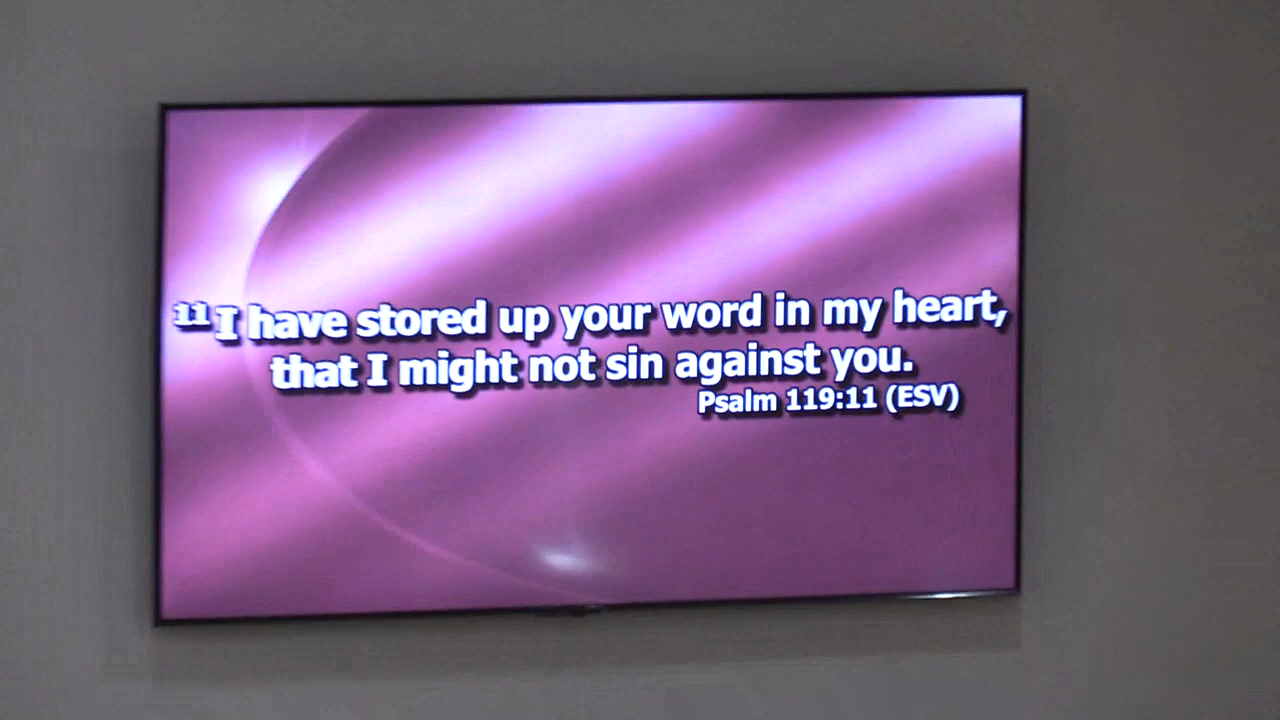 11 I have stored up your word in my heart,
that I might not sin against you.
Psalm 119:11 (ESV)